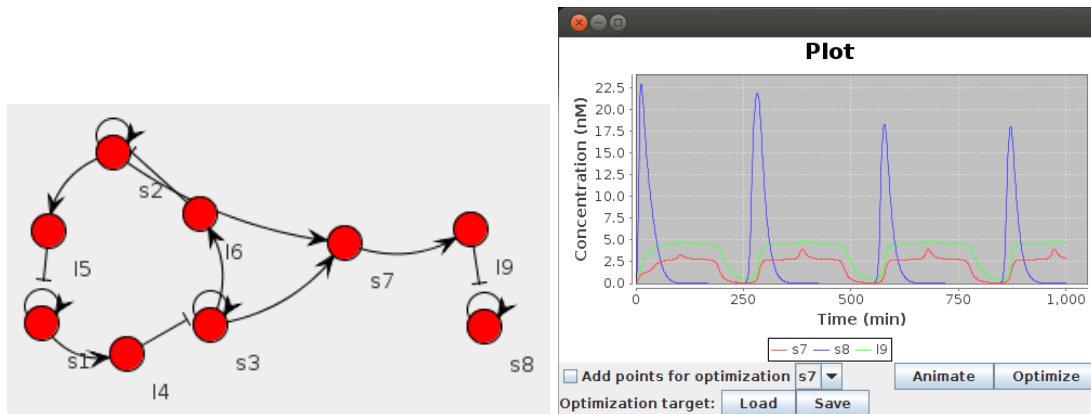 s2
l6
l5
s7
l9
s1
l4
s3
s8
Plot
Concentration (nM)
22.5
20.0
17.5
15.0
12.5
10.0
7.5
5.0
2.5
0.0
0 250 500 750 1,000
Time (min)
s7 s8 l9
Add points for optimization s7 Animate Optimize
Optimization target: Load Save